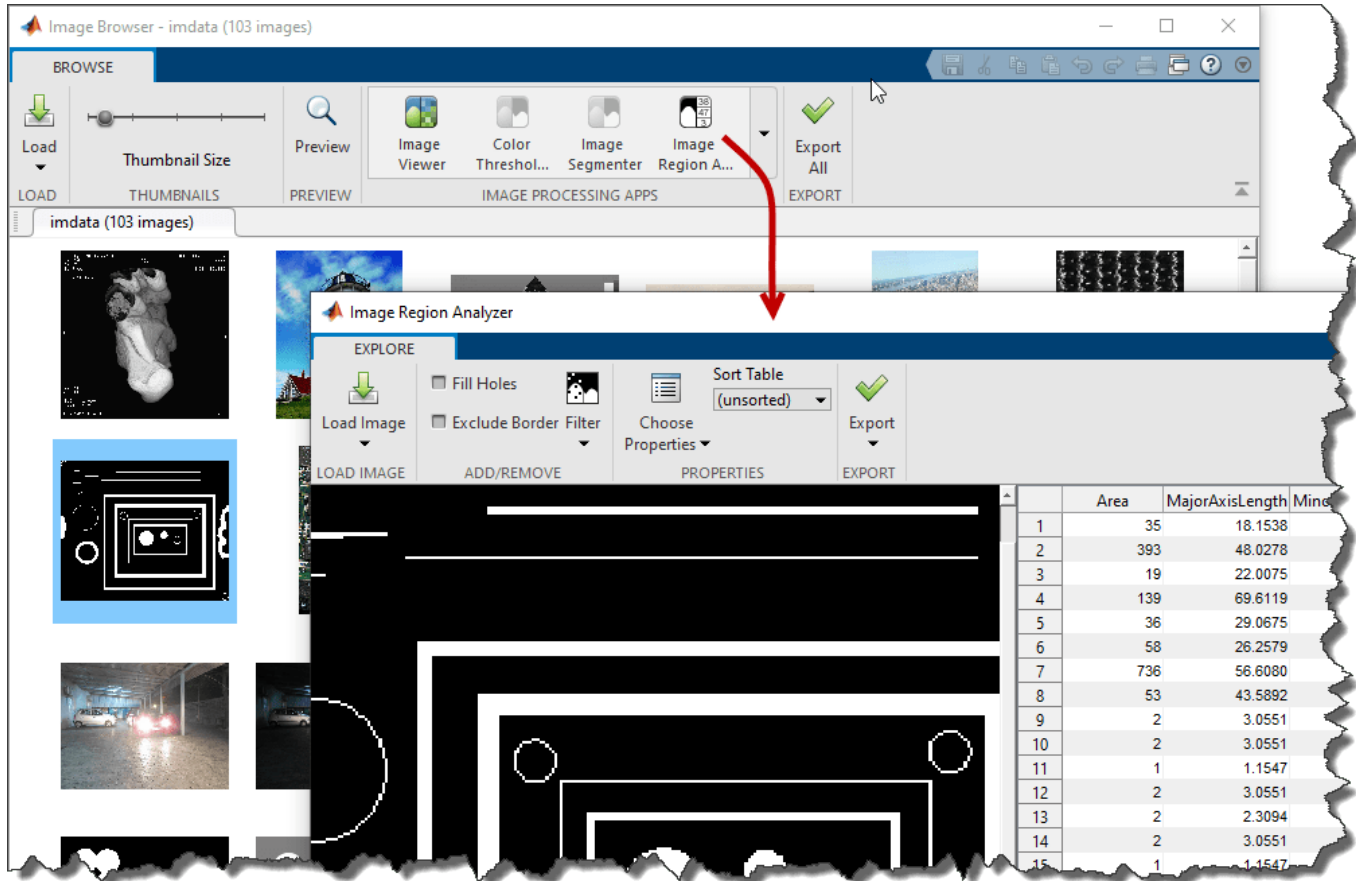 Image Browser - imdata (103 images)
BROWSE
Load
Thumbnail Size
Preview
Image Viewer
Color Threshol...
Image Segmenter
Image Region A...
Export All
LOAD
THUMBNAILS
PREVIEW
IMAGE PROCESSING APPS
EXPORT
imdata (103 images)
Image Region Analyzer
EXPLORE
Load Image
Fill Holes
Exclude Border
Filter
Choose Properties
Sort Table
(unsorted)
Export
LOAD IMAGE
ADD/REMOVE
PROPERTIES
EXPORT
Area MajorAxisLength
1 35 18.1538
2 393 48.0278
3 19 22.0075
4 139 69.6119
5 36 29.0675
6 58 26.2579
7 736 56.6080
8 53 43.5892
9 2 3.0551
10 2 3.0551
11 1 1.1547
12 2 3.0551
13 2 2.3094
14 2 3.0551
15 1 1.1547